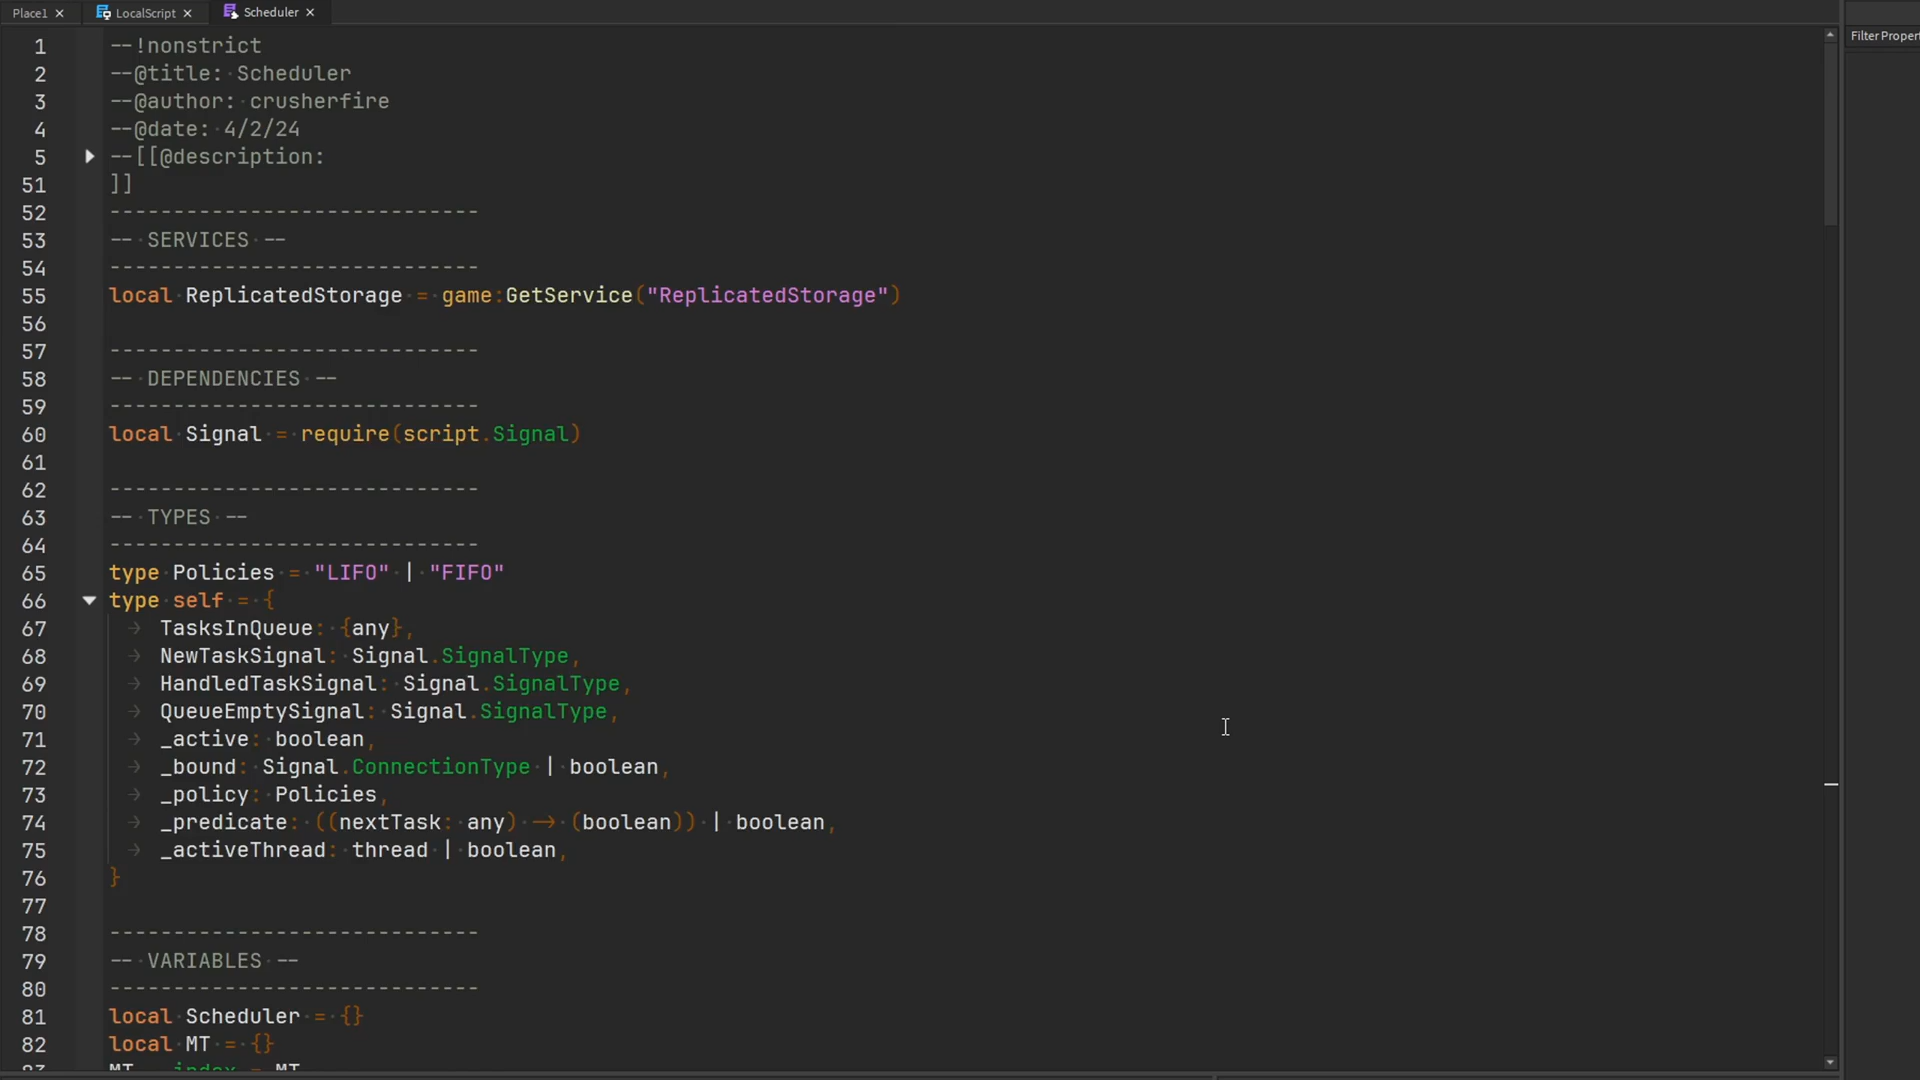 Place1
LocalScript
Scheduler
Filter Propert
1 --!nonstrict
2 --@title: Scheduler
3 --@author: crusherfire
4 --@date: 4/2/24
5 --[[@description:
51 ]]
52 -----------------------------
53 -- SERVICES --
54 -----------------------------
55 local ReplicatedStorage = game:GetService("ReplicatedStorage")
56
57 -----------------------------
58 -- DEPENDENCIES --
59 -----------------------------
60 local Signal = require(script.Signal)
61
62 -----------------------------
63 -- TYPES --
64 -----------------------------
65 type Policies = "LIFO" | "FIFO"
66 type self = {
67 TasksInQueue: {any},
68 NewTaskSignal: Signal.SignalType,
69 HandledTaskSignal: Signal.SignalType,
70 QueueEmptySignal: Signal.SignalType,
71 _active: boolean,
72 _bound: Signal.ConnectionType | boolean,
73 _policy: Policies,
74 _predicate: ((nextTask: any) -> (boolean)) | boolean,
75 _activeThread: thread | boolean,
76 }
77
78 -----------------------------
79 -- VARIABLES --
80 -----------------------------
81 local Scheduler = {}
82 local MT = {}
83 MT.__index = MT